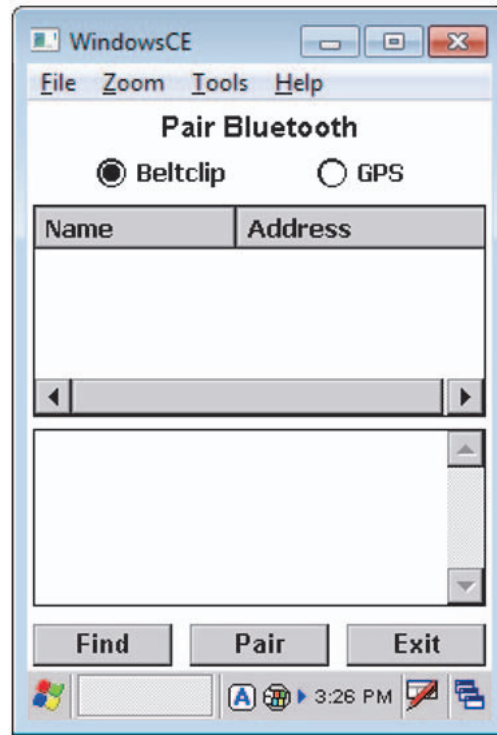 WindowsCE
File Zoom Tools Help
Pair Bluetooth
Beltclip GPS
Name Address
Find Pair Exit
A 3:26 PM